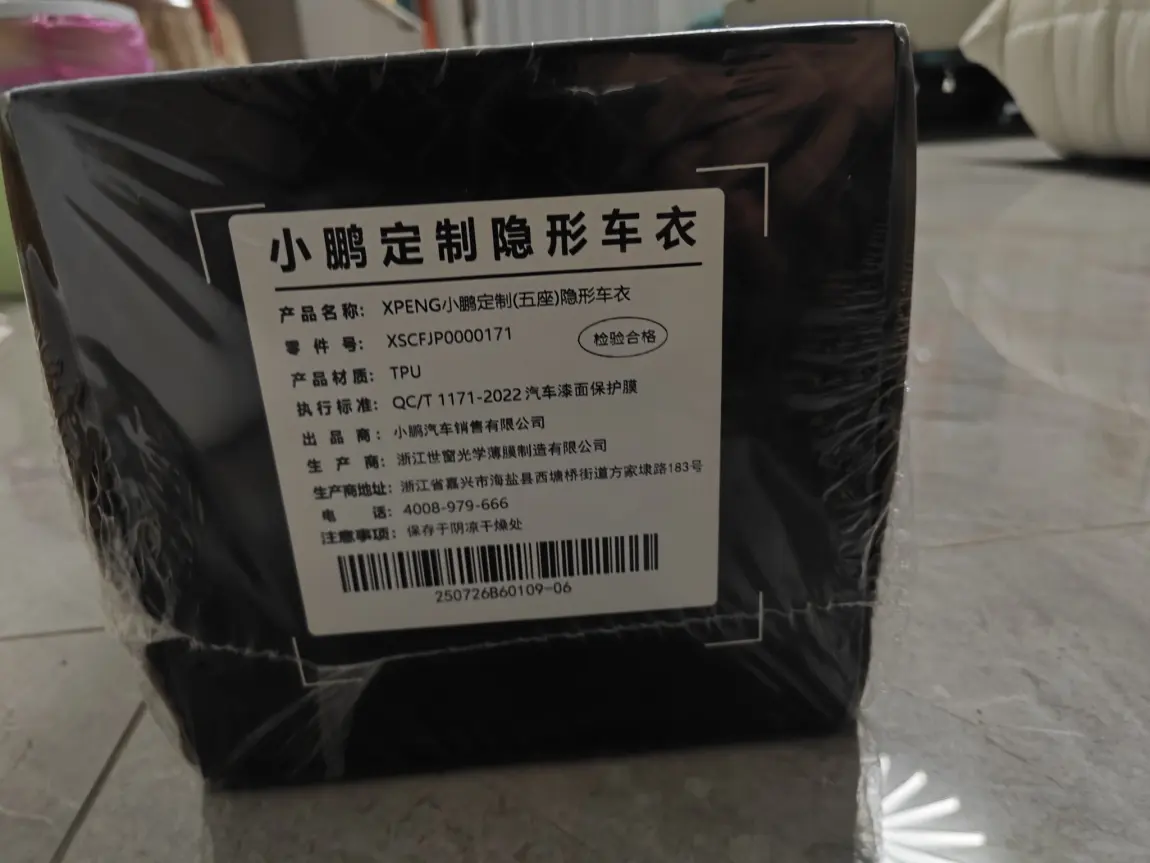 小鹏定制隐形车衣
产品名称： XPENG小鹏定制(五座)隐形车衣
零件号： XSCFJP0000171
检验合格
产品材质： TPU
执行标准： QC/T 1171-2022 汽车漆面保护膜
出品商： 小鹏汽车销售有限公司
生产商： 浙江世窗光学薄膜制造有限公司
生产商地址： 浙江省嘉兴市海盐县西塘桥街道方家埭路183号
电话： 4008-979-666
注意事项： 保存于阴凉干燥处
250726B60109-06